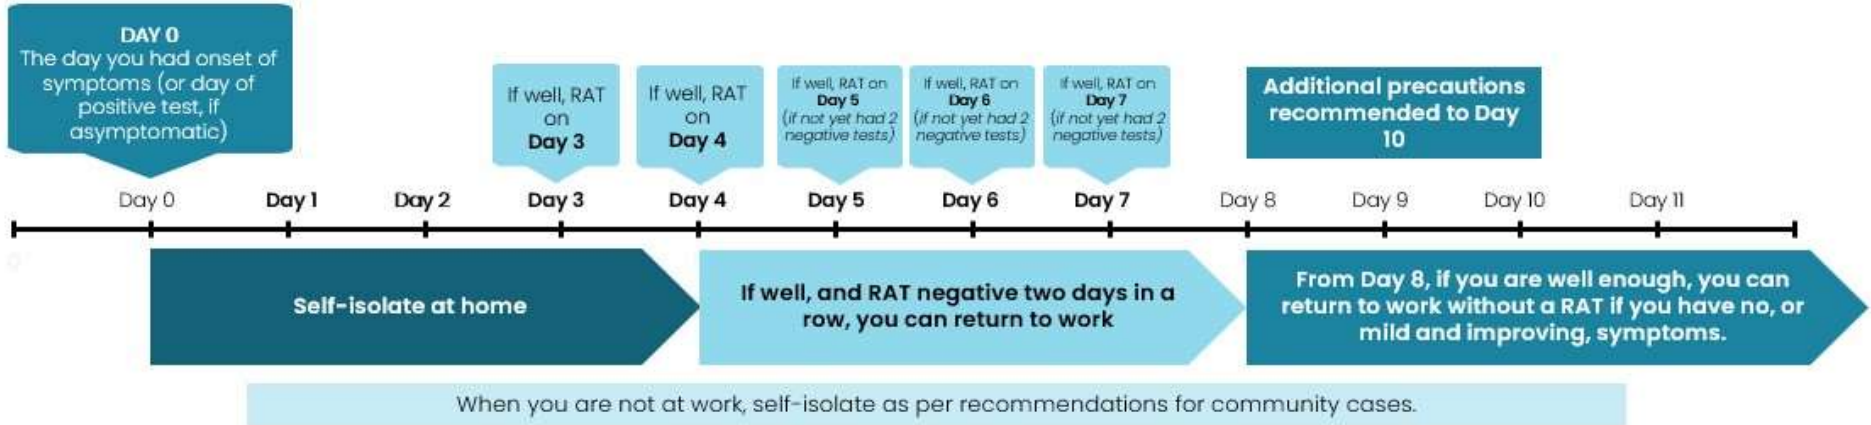 DAY 0
The day you had onset of
symptoms (or day of
positive test, if
asymptomatic)
If well, RAT
on
Day 3
If well, RAT
on
Day 4
If well, RAT on
Day 5
(if not yet had 2
negative tests)
If well, RAT on
Day 6
(if not yet had 2
negative tests)
If well, RAT on
Day 7
(if not yet had 2
negative tests)
Additional precautions
recommended to Day
10
Day 0 Day 1 Day 2 Day 3 Day 4 Day 5 Day 6 Day 7 Day 8 Day 9 Day 10 Day 11
Self-isolate at home
If well, and RAT negative two days in a
row, you can return to work
From Day 8, if you are well enough, you can
return to work without a RAT if you have no, or
mild and improving, symptoms.
When you are not at work, self-isolate as per recommendations for community cases.